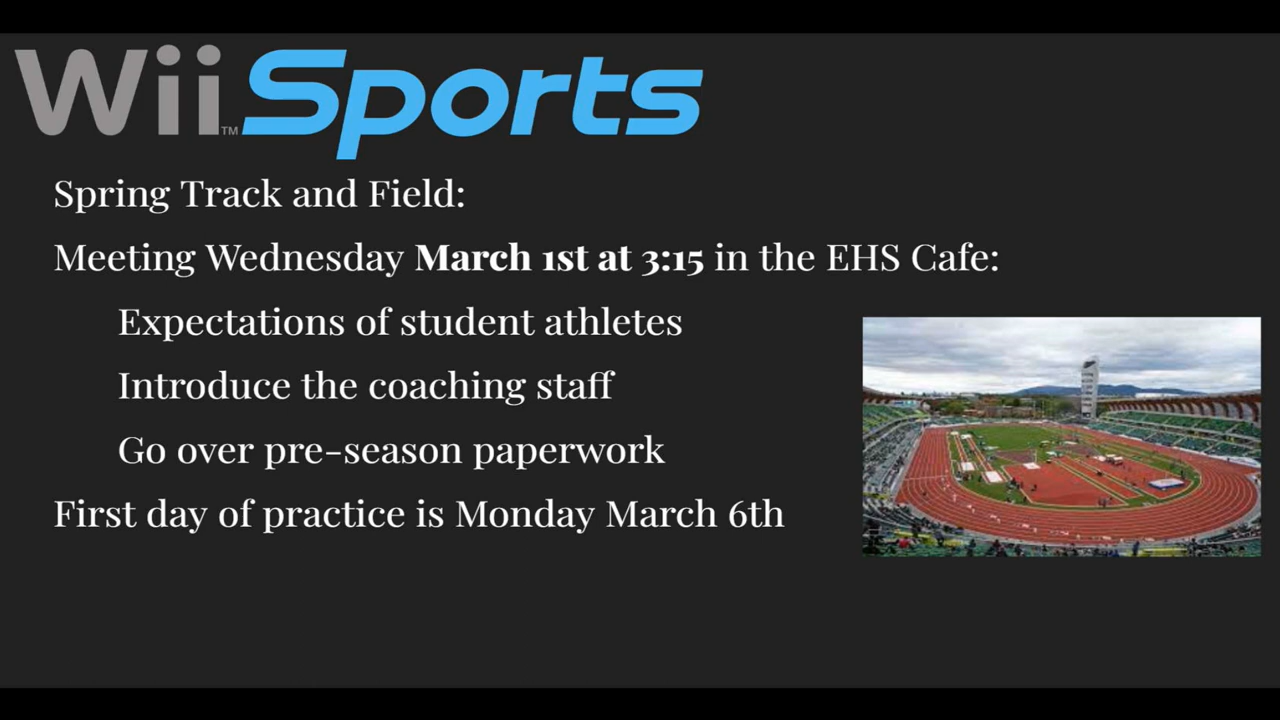 Wii™Sports
Spring Track and Field:
Meeting Wednesday March 1st at 3:15 in the EHS Cafe:
Expectations of student athletes
Introduce the coaching staff
Go over pre-season paperwork
First day of practice is Monday March 6th